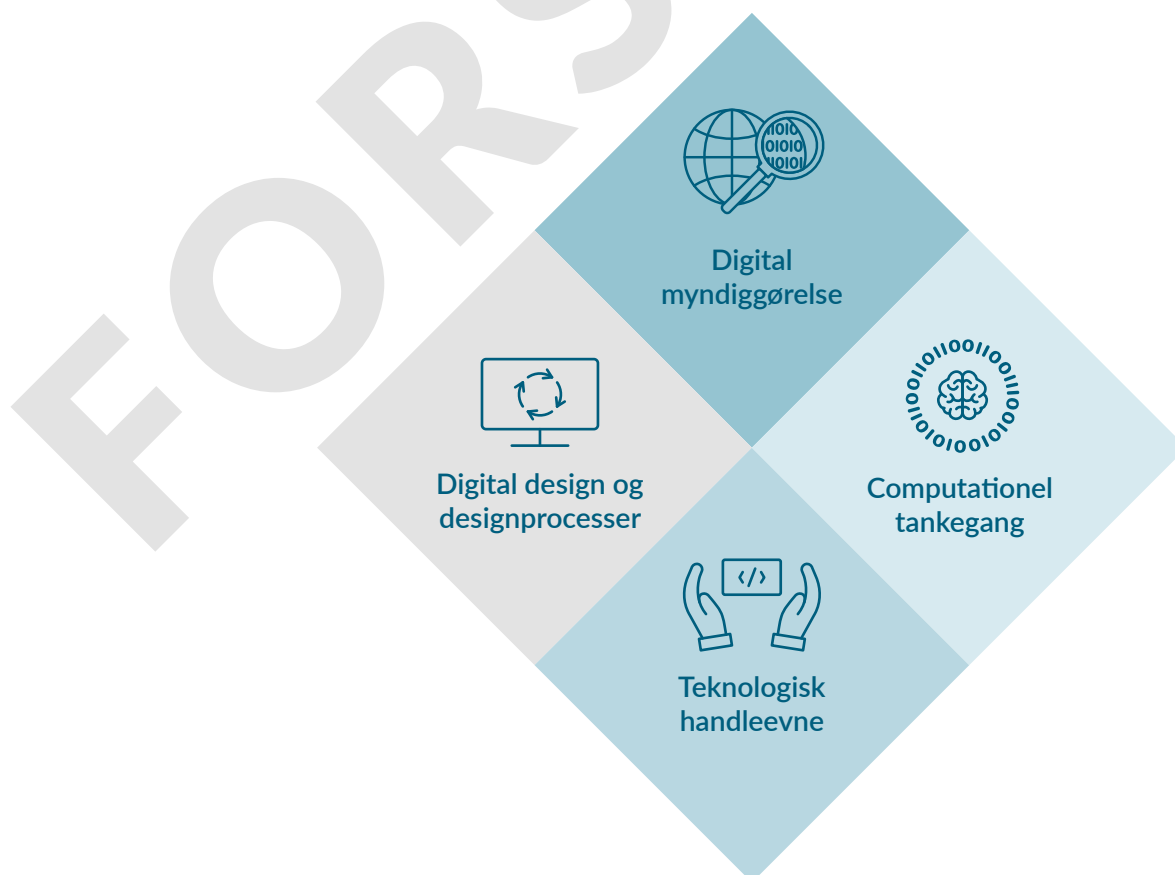 FORS
Digital
myndiggørelse
Digital design og
designprocesser
Computationel
tankegang
Teknologisk
handleevne